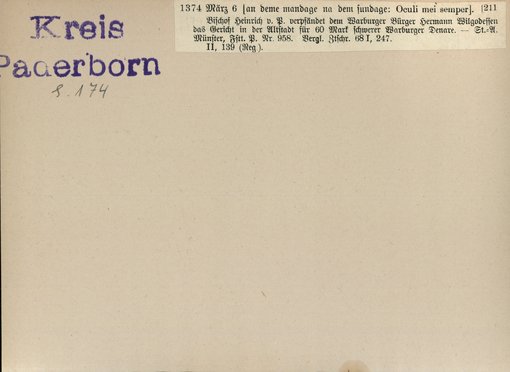 Kreis
Paderborn
S. 174
1374 März 6 [an deme mandage na dem sundage: Oculi mei semper]. [211
Bischof Heinrich v. P. verpfändet dem Warburger Bürger Hermann Wilgodessen
das Gericht in der Altstadt für 60 Mark schwerer Warburger Denare. — St.-A.
Münster, Fstt. P. Nr. 958. Vergl. Ztschr. 68 I, 247.
II, 139 (Reg.).